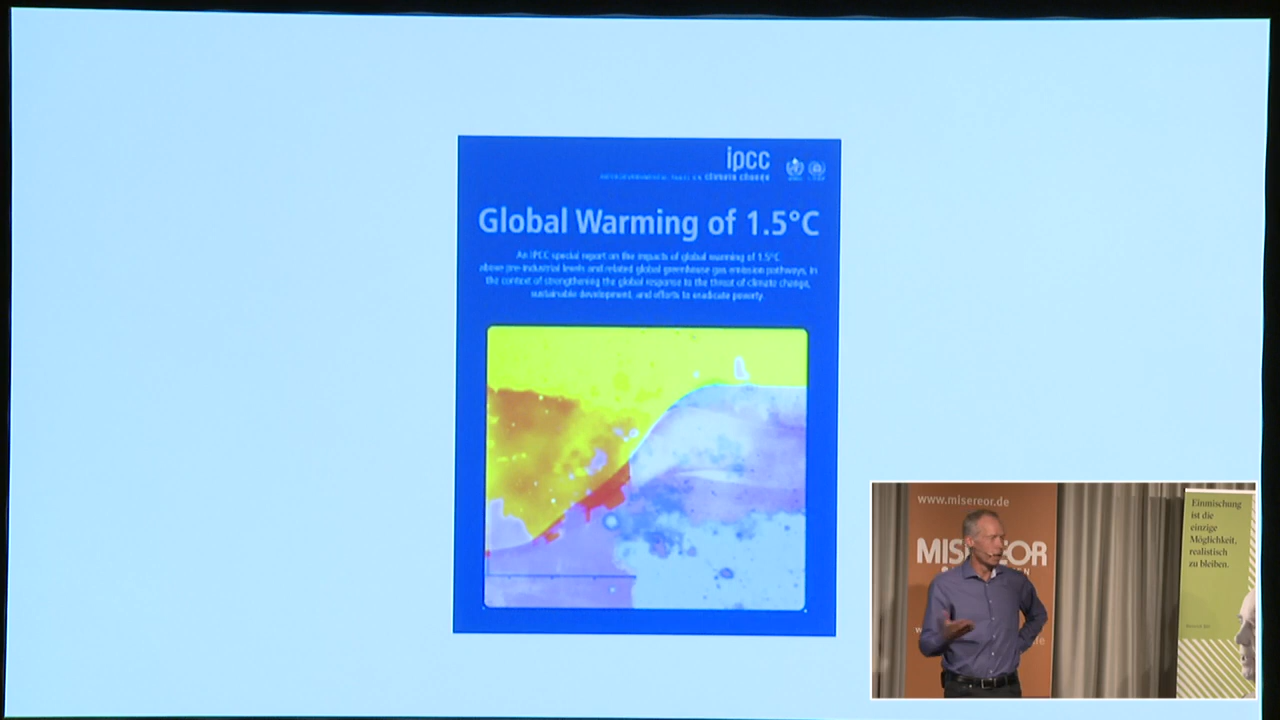 ipcc
INTERGOVERNMENTAL PANEL ON climate change
Global Warming of 1.5°C
An IPCC special report on the impacts of global warming of 1.5°C
above pre-industrial levels and related global greenhouse gas emission pathways, in
the context of strengthening the global response to the threat of climate change,
sustainable development, and efforts to eradicate poverty.
www.misereor.de
MISEREOR
Einmischung
ist die
einzige
Möglichkeit,
realistisch
zu bleiben.